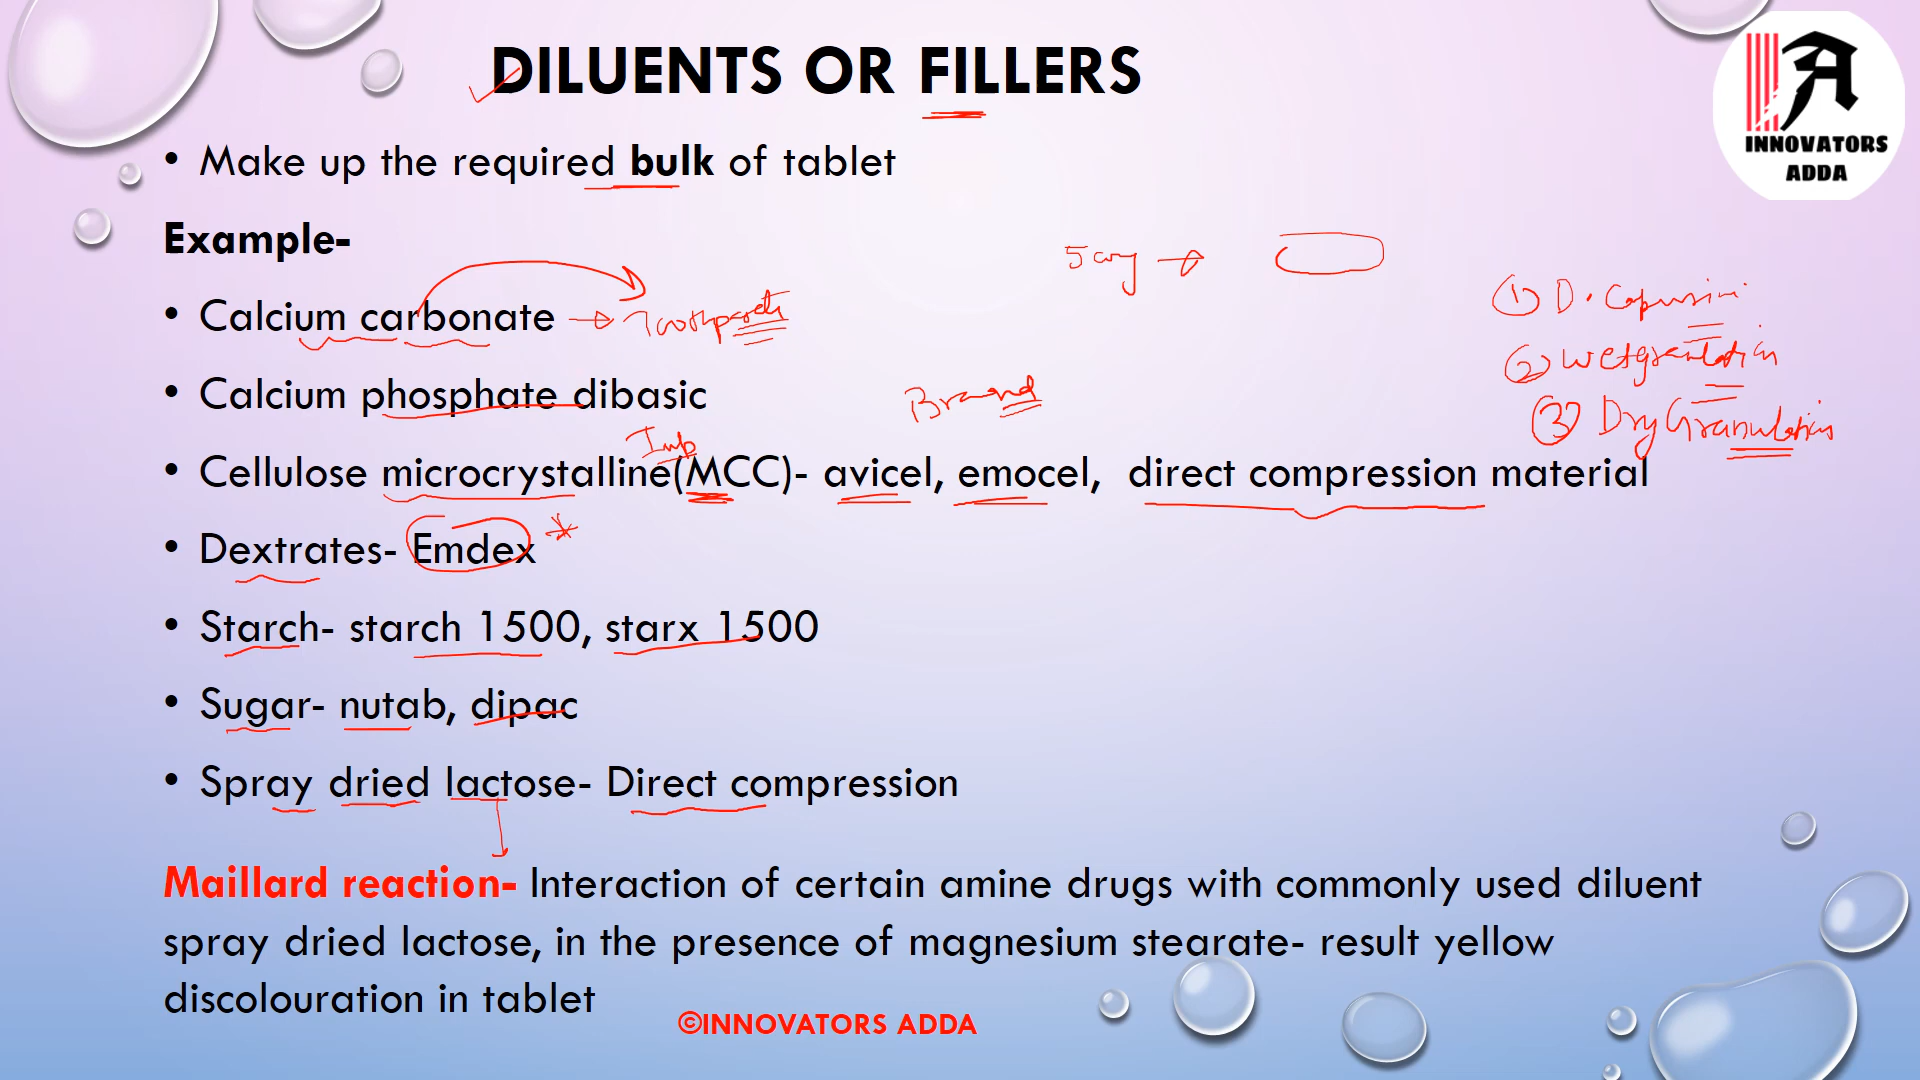 DILUENTS OR FILLERS
INNOVATORS
ADDA
• Make up the required bulk of tablet
Example-
5 →
• Calcium carbonate → Toothpaste
① D.
② Wet granulation
③ Dry Granulation
• Calcium phosphate dibasic
Brand
Imp
• Cellulose microcrystalline(MCC)- avicel, emocel, direct compression material
• Dextrates- Emdex *
• Starch- starch 1500, starx 1500
• Sugar- nutab, dipac
• Spray dried lactose- Direct compression
Maillard reaction- Interaction of certain amine drugs with commonly used diluent
spray dried lactose, in the presence of magnesium stearate- result yellow
discolouration in tablet
©INNOVATORS ADDA